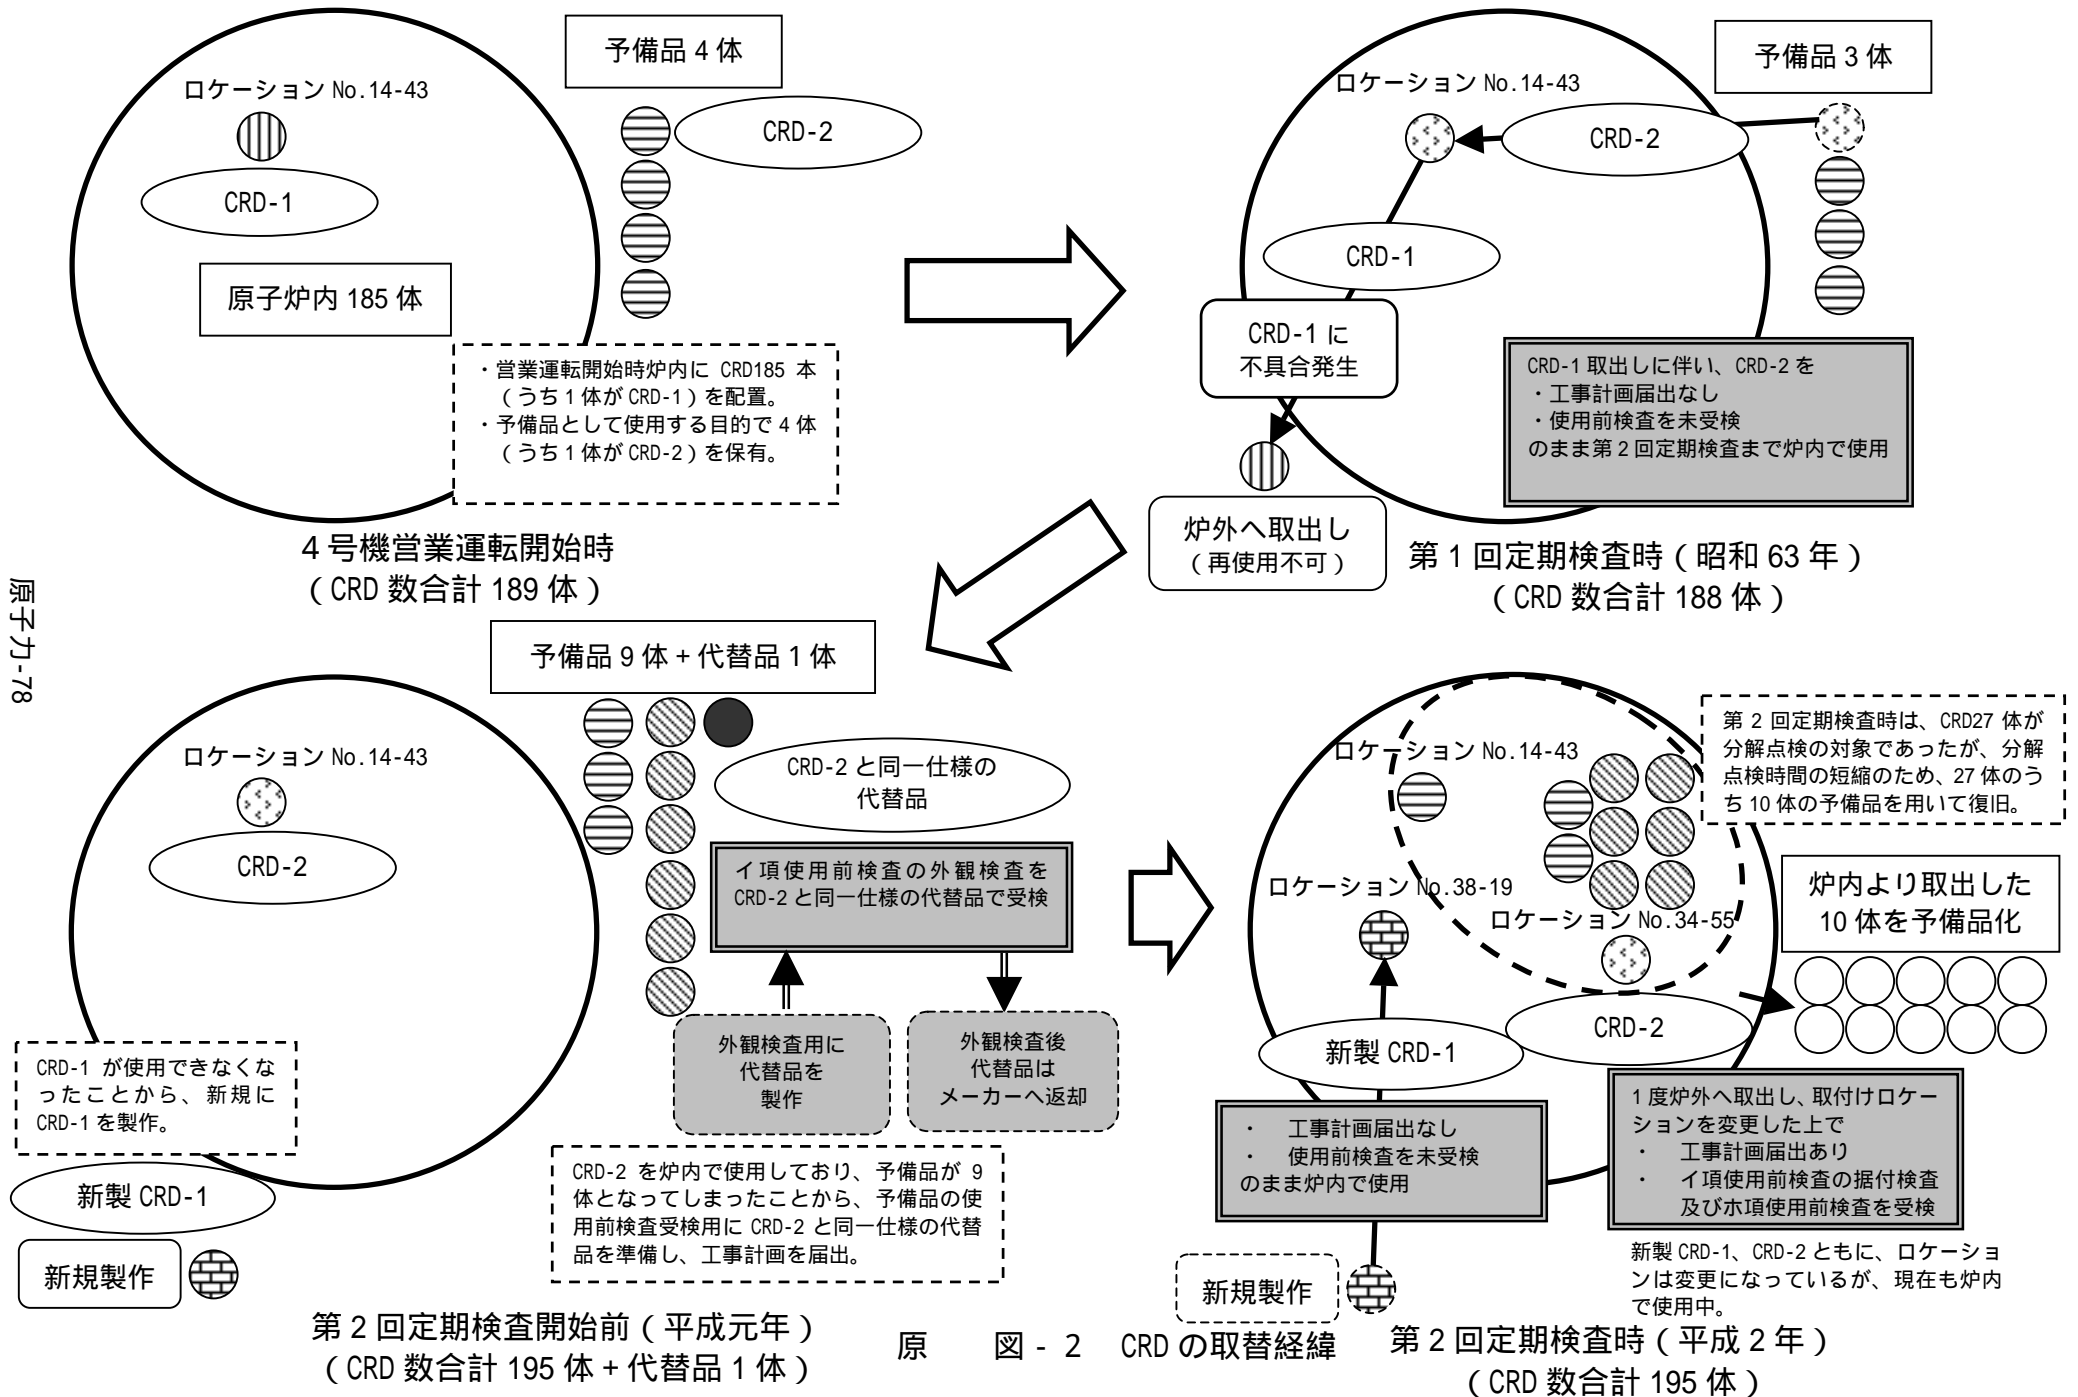 予備品 4 体
ロケーション No.14-43
CRD-2
CRD-1
原子炉内 185 体
・営業運転開始時炉内に CRD185 本
（うち 1 体が CRD-1）を配置。
・予備品として使用する目的で 4 体
（うち 1 体が CRD-2）を保有。
4 号機営業運転開始時
（CRD 数合計 189 体）
予備品 3 体
ロケーション No.14-43
CRD-2
CRD-1
CRD-1 に
不具合発生
CRD-1 取出しに伴い、CRD-2 を
・工事計画届出なし
・使用前検査を未受検
のまま第 2 回定期検査まで炉内で使用
炉外へ取出し
（再使用不可）
第 1 回定期検査時（昭和 63 年）
（CRD 数合計 188 体）
原子力-78
予備品 9 体 + 代替品 1 体
ロケーション No.14-43
CRD-2 と同一仕様の
代替品
CRD-2
イ項使用前検査の外観検査を
CRD-2 と同一仕様の代替品で受検
外観検査用に
代替品を
製作
外観検査後
代替品は
メーカーへ返却
CRD-1 が使用できなくな
ったことから、新規に
CRD-1 を製作。
新製 CRD-1
新規製作
CRD-2 を炉内で使用しており、予備品が 9
体となってしまったことから、予備品の使
用前検査受検用に CRD-2 と同一仕様の代替
品を準備し、工事計画を届出。
第 2 回定期検査開始前（平成元年）
（CRD 数合計 195 体 + 代替品 1 体）
第 2 回定期検査時は、CRD27 体が
分解点検の対象であったが、分解
点検時間の短縮のため、27 体のう
ち 10 体の予備品を用いて復旧。
ロケーション No.14-43
ロケーション No.38-19
ロケーション No.34-55
炉内より取出した
10 体を予備品化
CRD-2
新製 CRD-1
・　工事計画届出なし
・　使用前検査を未受検
のまま炉内で使用
1 度炉外へ取出し、取付けロケー
ションを変更した上で
・　工事計画届出あり
・　イ項使用前検査の据付検査
及びホ項使用前検査を受検
新製 CRD-1、CRD-2 ともに、ロケーショ
ンは変更になっているが、現在も炉内
で使用中。
新規製作
第 2 回定期検査時（平成 2 年）
（CRD 数合計 195 体）
原　図 - 2　CRD の取替経緯